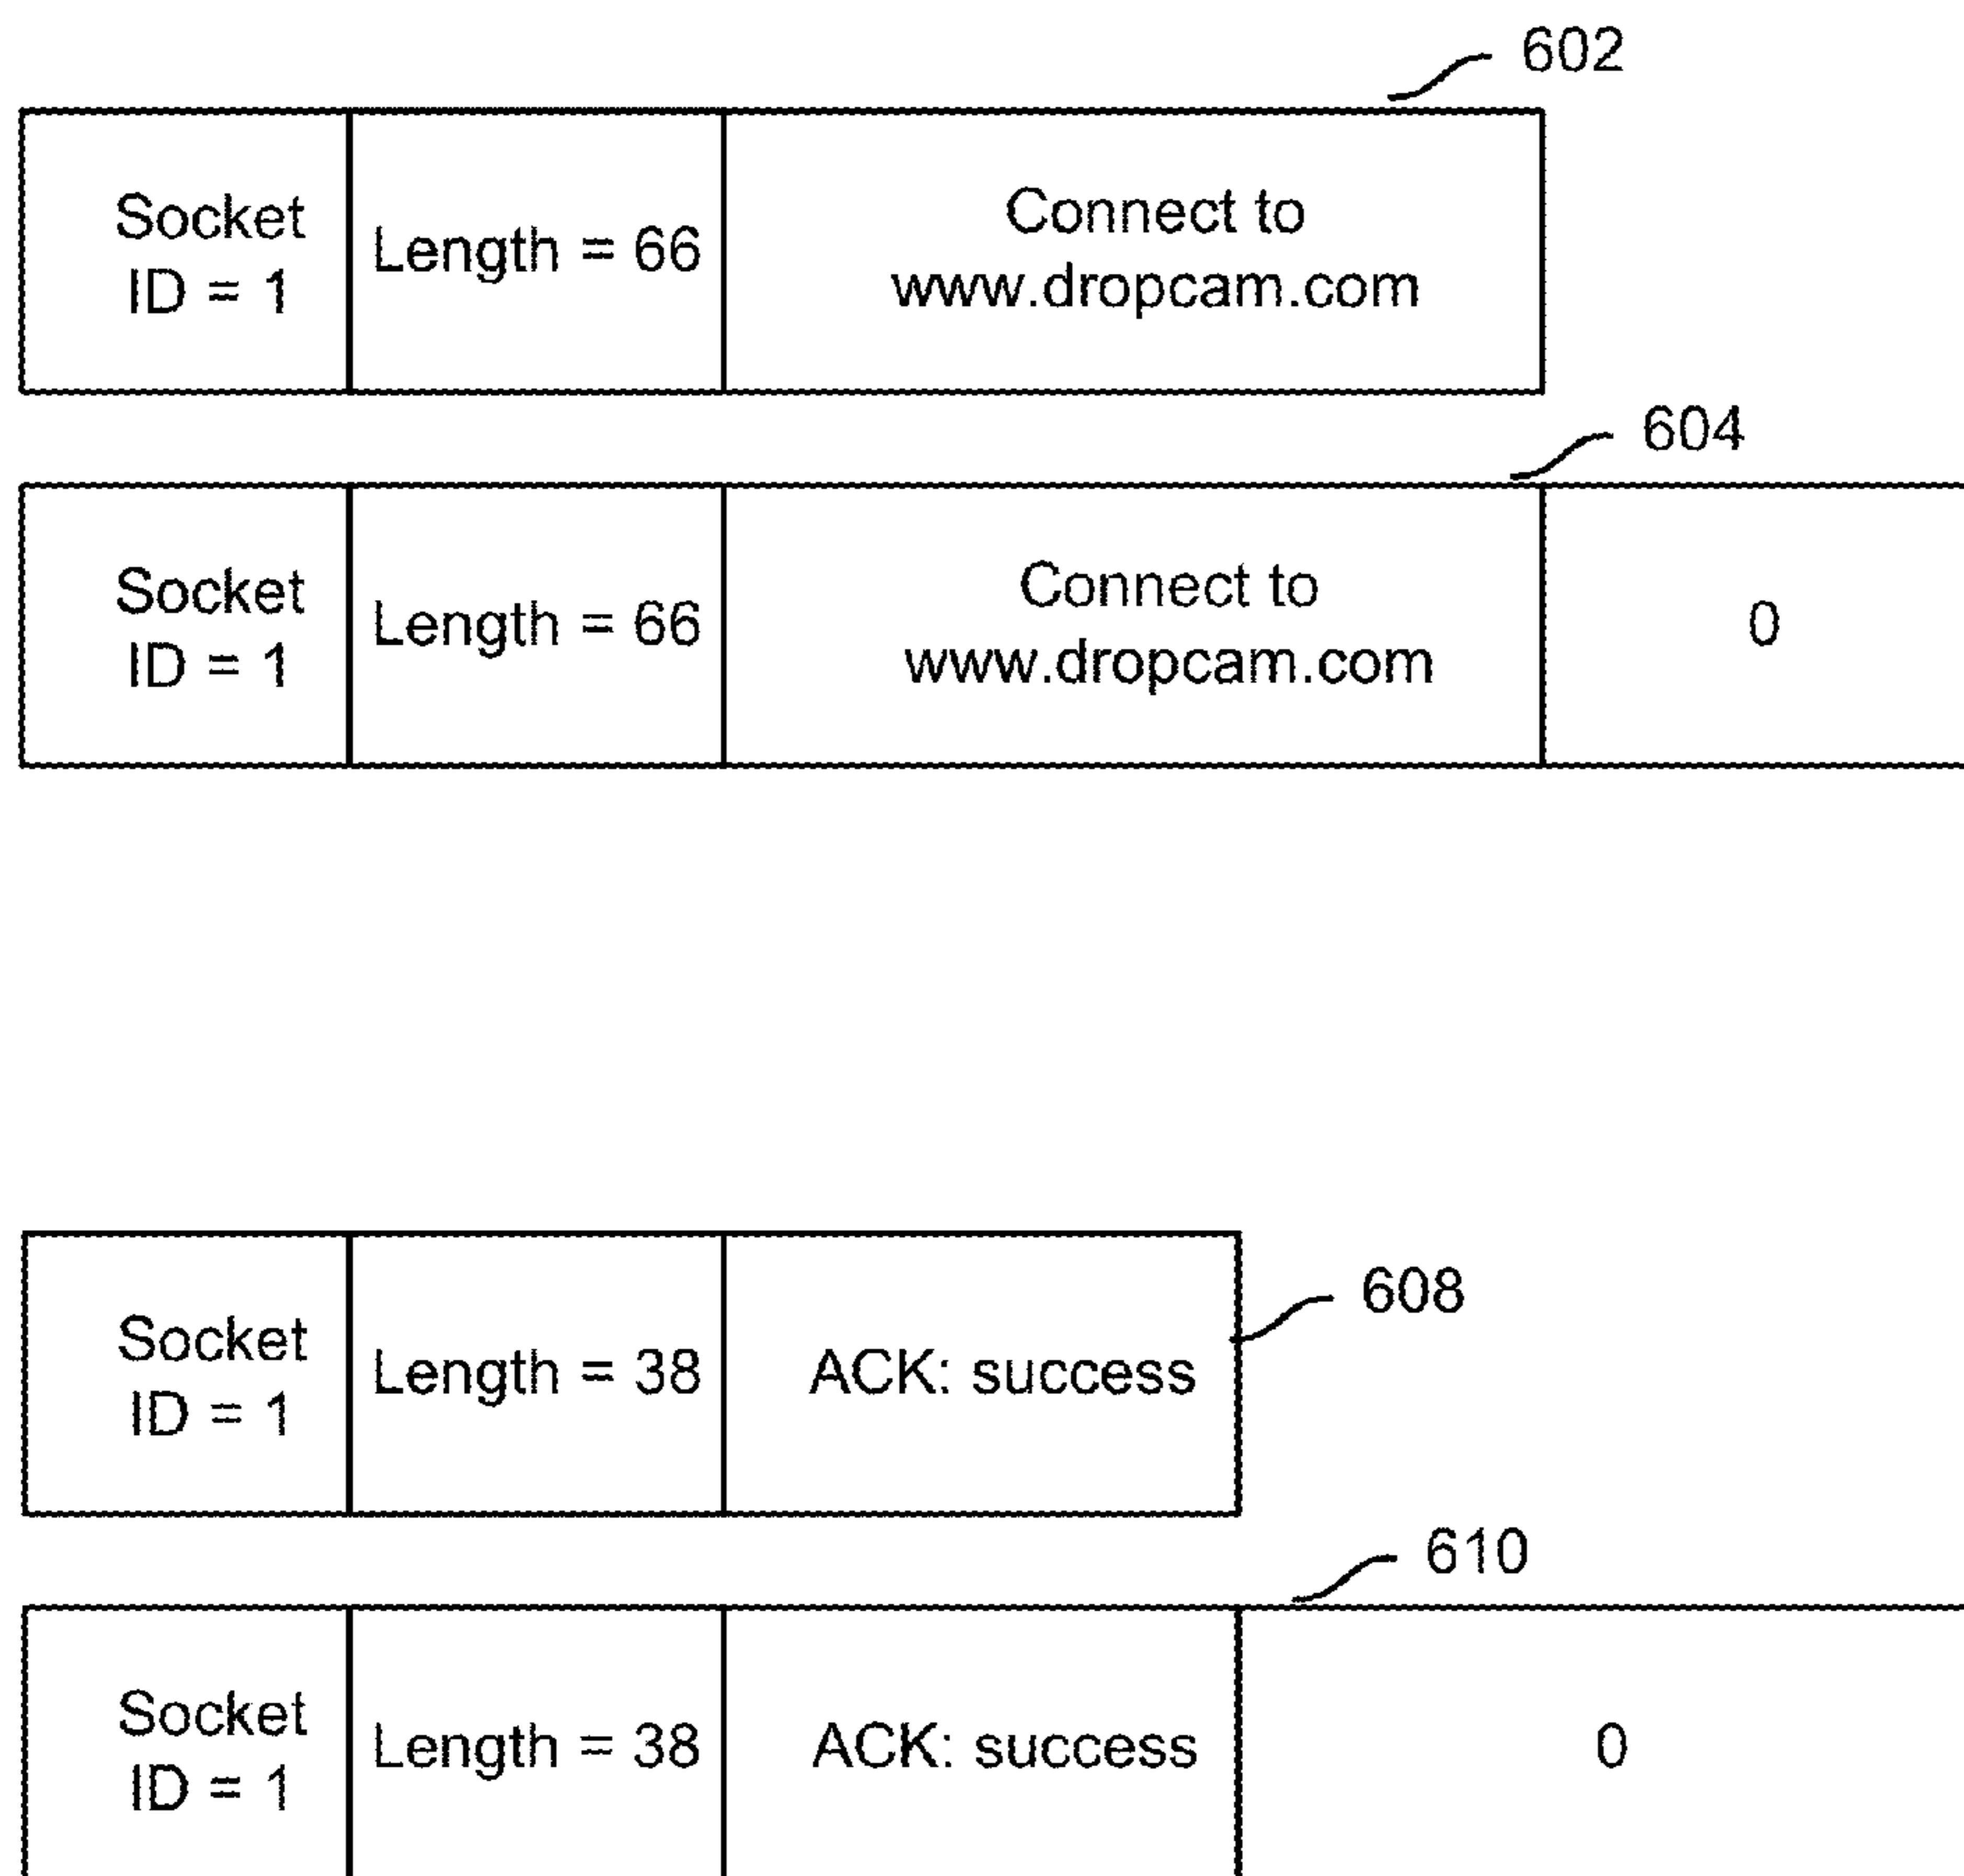 602
Socket
ID = 1
Length = 66
Connect to
www.dropcam.com
604
Socket
ID = 1
Length = 66
Connect to
www.dropcam.com
0
608
Socket
ID = 1
Length = 38
ACK: success
610
Socket
ID = 1
Length = 38
ACK: success
0